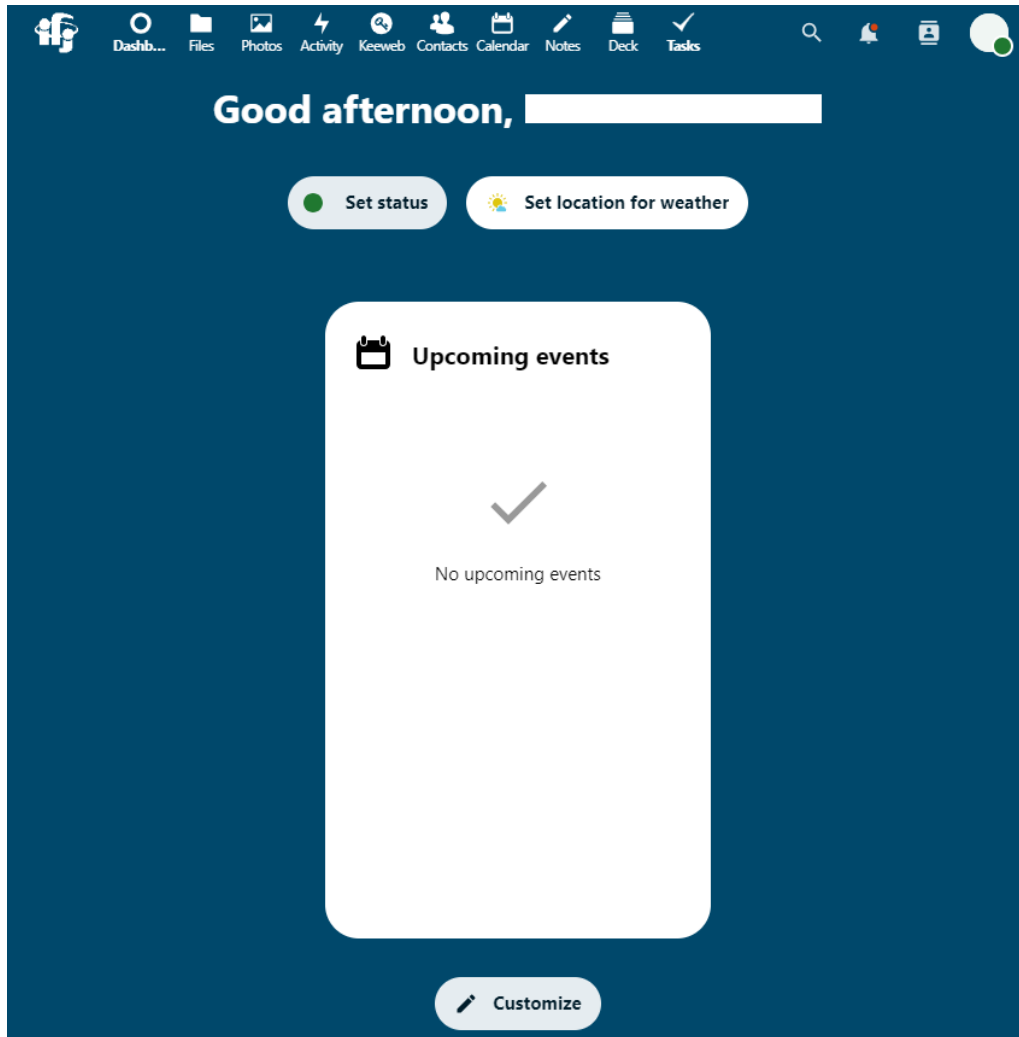 Dashb... Files Photos Activity Keeweb Contacts Calendar Notes Deck Tasks
Good afternoon,
Set status Set location for weather
Upcoming events
No upcoming events
Customize